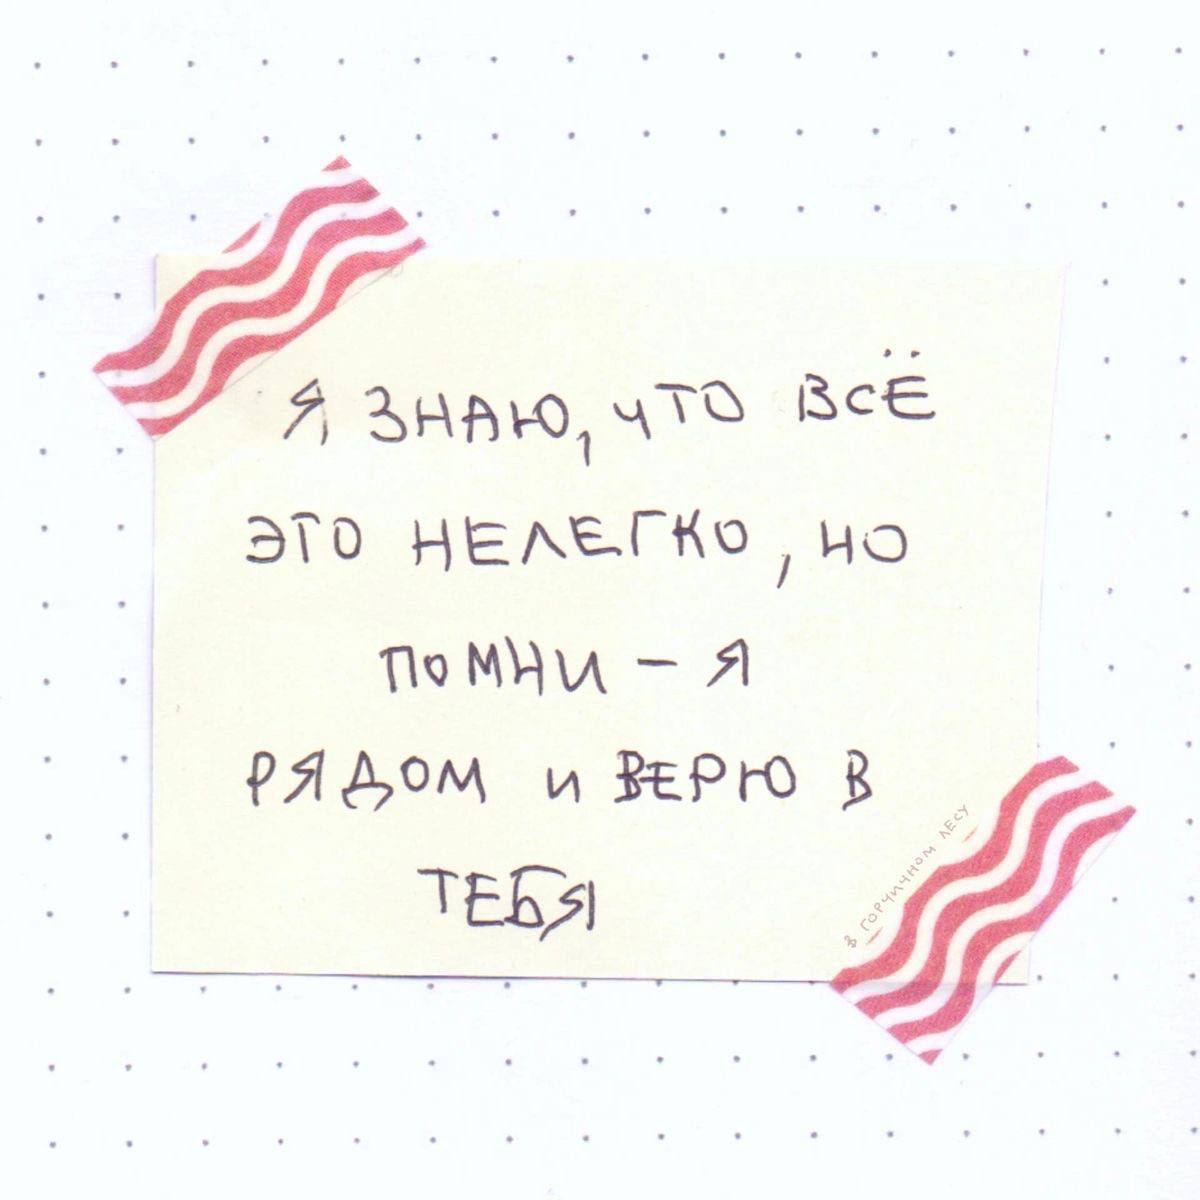 Я ЗНАЮ, ЧТО ВСЁ
ЭТО НЕЛЕГКО, НО
ПОМНИ – Я
РЯДОМ И ВЕРЮ В
ТЕБЯ
В ГОРЧИЧНОМ ЛЕСУ